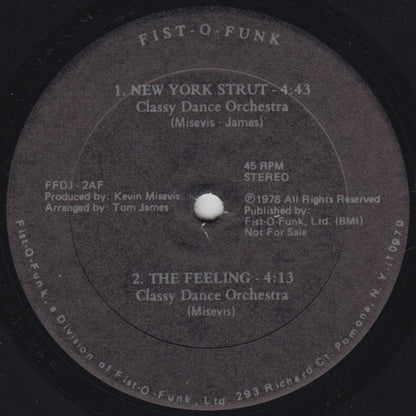 FIST-O-FUNK
1. NEW YORK STRUT - 4:43
Classy Dance Orchestra
(Misevis - James)
45 RPM
STEREO
FFDJ - 2AF
Produced by: Kevin Misevis
Arranged by: Tom James
℗1976 All Rights Reserved
Published by:
Fist-O-Funk, Ltd. (BMI)
Not For Sale
2. THE FEELING - 4:13
Classy Dance Orchestra
(Misevis)
Fist-O-Funk, a Division of Fist-O-Funk, Ltd. 293 Richard Ct. Pomona, N.Y./10970